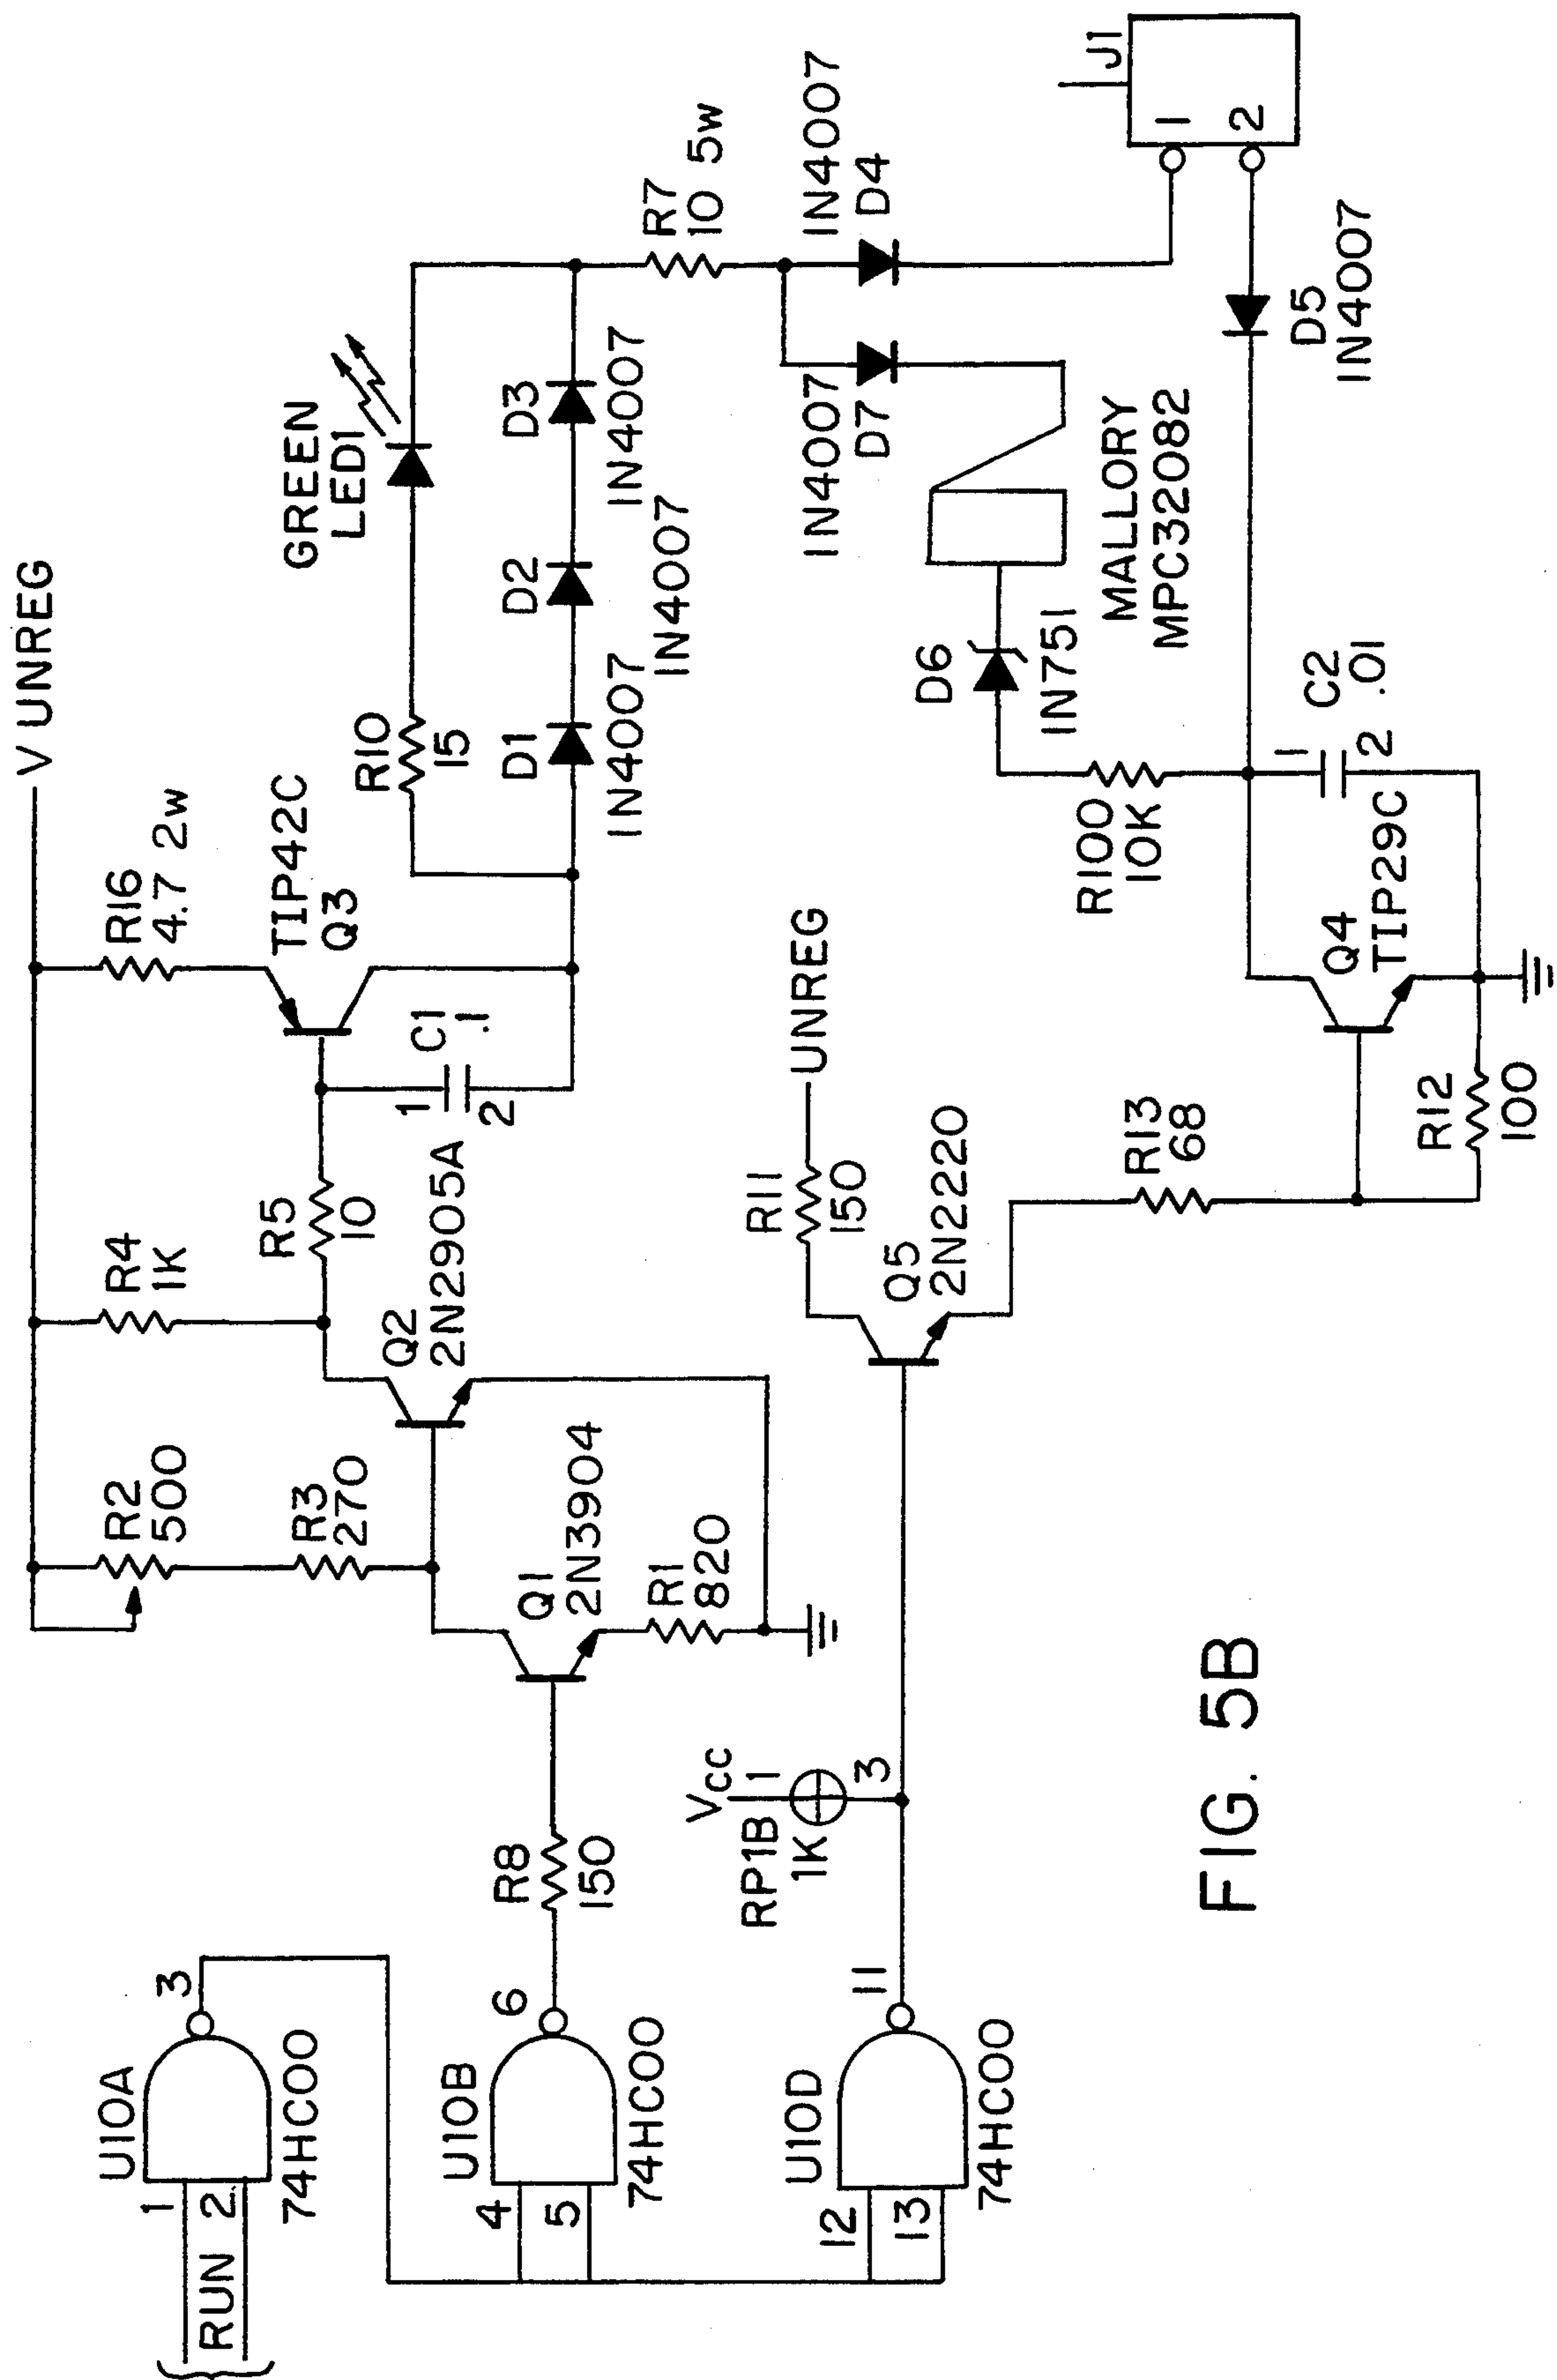 V UNREG
R2
500
R4
1K
R16
4.7 2w
U10A
1
RUN 2
3
74HC00
R3
270
R5
10
TIP42C
Q3
1
C1
.1
2
GREEN
LED1
R10
15
Q2
2N2905A
U10B
4
5
6
74HC00
R8
150
Q1
2N3904
R1
820
D1
IN4007
D2
IN4007
D3
IN4007
R7
10 5w
Vcc
1
RP1B
1K
3
R11
150
UNREG
U10D
12
13
11
74HC00
Q5
2N2220
D6
IN751
IN4007
D7
IN4007
D4
MALLORY
MPC32082
J1
1
2
R100
10K
R13
68
D5
IN4007
1
C2
.01
2
Q4
TIP29C
R12
100
FIG. 5B